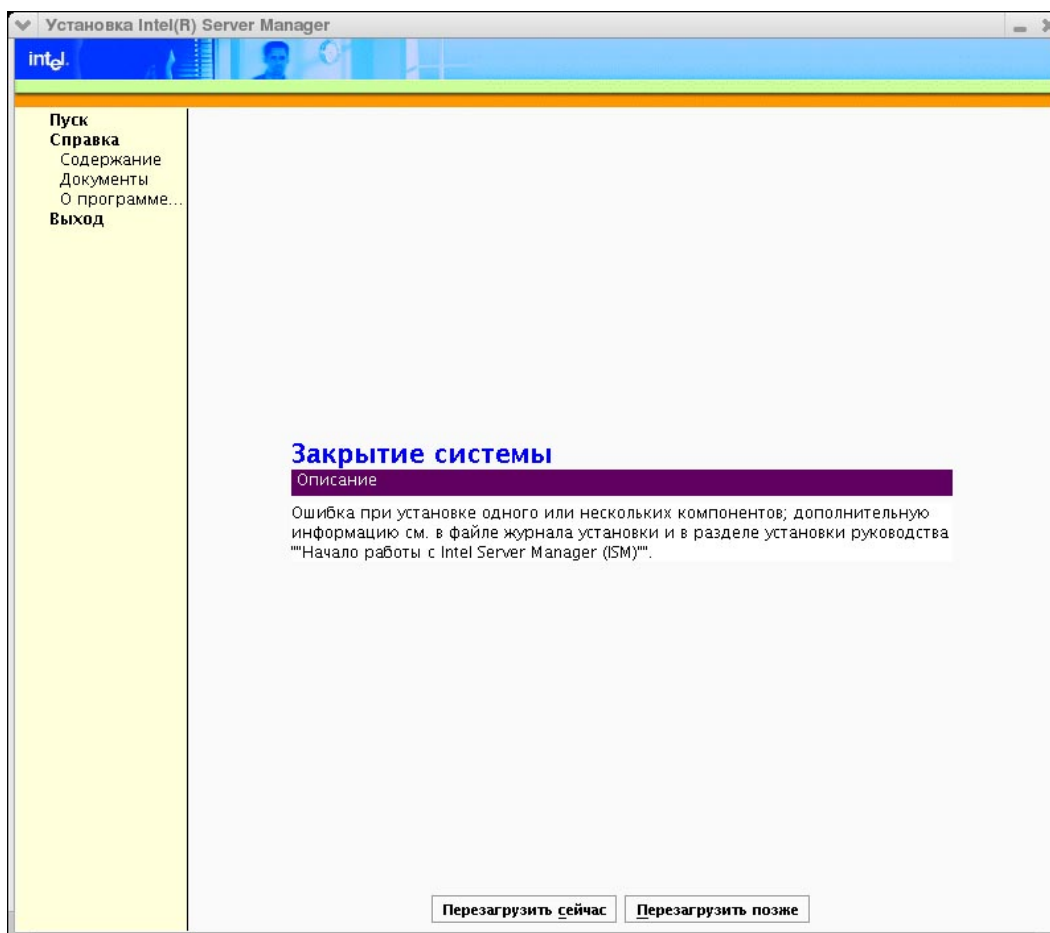 Установка Intel(R) Server Manager
intel.
Пуск
Справка
Содержание
Документы
О программе...
Выход
Закрытие системы
Описание
Ошибка при установке одного или нескольких компонентов; дополнительную
информацию см. в файле журнала установки и в разделе установки руководства
""Начало работы с Intel Server Manager (ISM)"".
Перезагрузить сейчас Перезагрузить позже